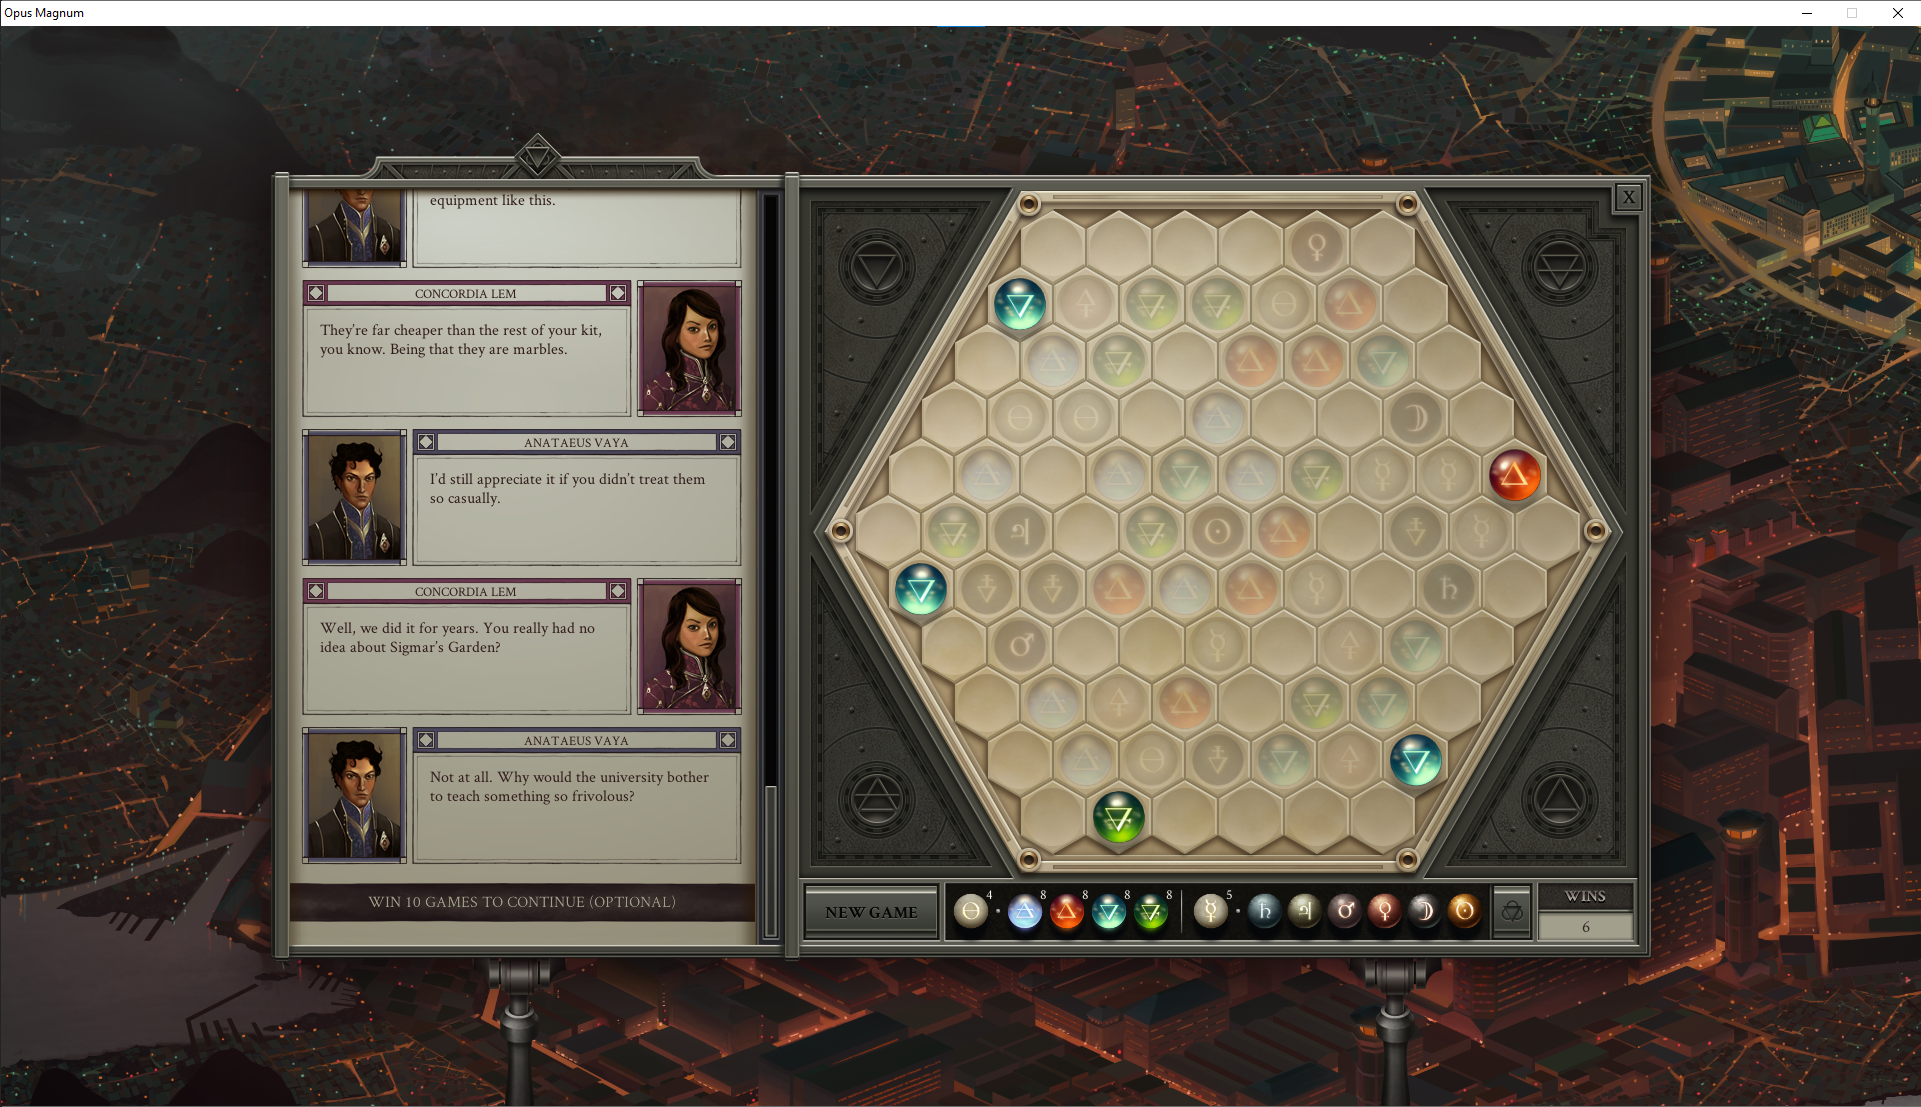 Opus Magnum
equipment like this.
CONCORDIA LEM
They're far cheaper than the rest of your kit,
you know. Being that they are marbles.
ANATAEUS VAYA
I'd still appreciate it if you didn't treat them
so casually.
CONCORDIA LEM
Well, we did it for years. You really had no
idea about Sigmar's Garden?
ANATAEUS VAYA
Not at all. Why would the university bother
to teach something so frivolous?
WIN 10 GAMES TO CONTINUE (OPTIONAL)
X
NEW GAME
4 8 8 8 8 5
WINS
6